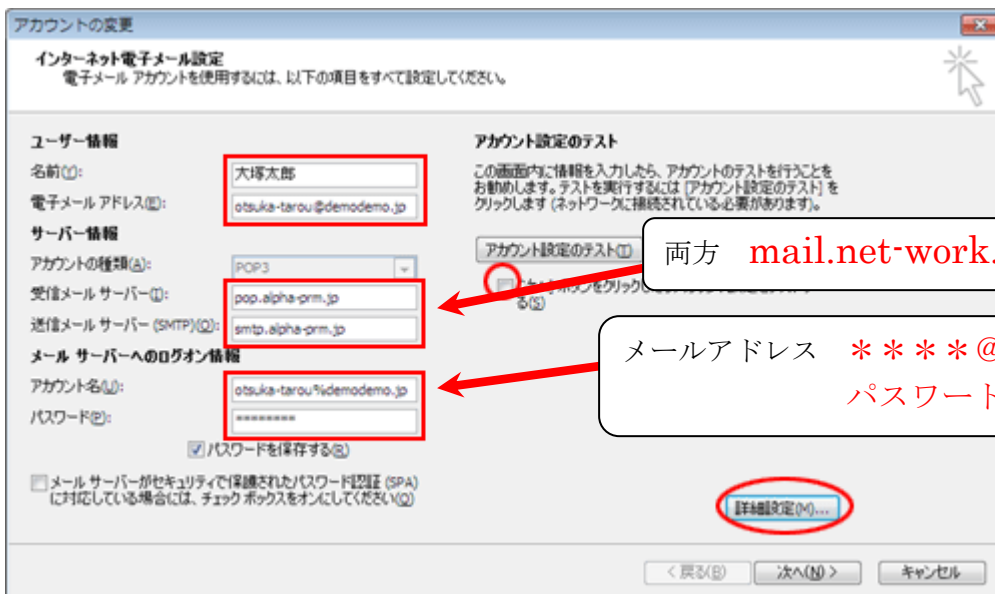 アカウントの変更
インターネット電子メール設定
電子メール アカウントを使用するには、以下の項目をすべて設定してください。
ユーザー情報
名前(Y):
大塚太郎
電子メール アドレス(E):
otsuka-tarou@demodemo.jp
サーバー情報
アカウントの種類(A):
POP3
受信メール サーバー(I):
pop.alpha-prm.jp
送信メール サーバー (SMTP)(O):
smtp.alpha-prm.jp
メール サーバーへのログオン情報
アカウント名(U):
otsuka-tarou%demodemo.jp
パスワード(P):
********
パスワードを保存する(R)
メール サーバーがセキュリティで保護されたパスワード認証 (SPA)
に対応している場合には、チェック ボックスをオンにしてください(Q)
アカウント設定のテスト
この画面内に情報を入力したら、アカウントのテストを行うことを
お勧めします。テストを実行するには [アカウント設定のテスト] を
クリックします (ネットワークに接続されている必要があります)。
アカウント設定のテスト(T)
ボタンをクリック
る(S)
両方 mail.net-work.
メールアドレス ＊＊＊＊@
パスワード
詳細設定(M)...
< 戻る(B)
次へ(N) >
キャンセル